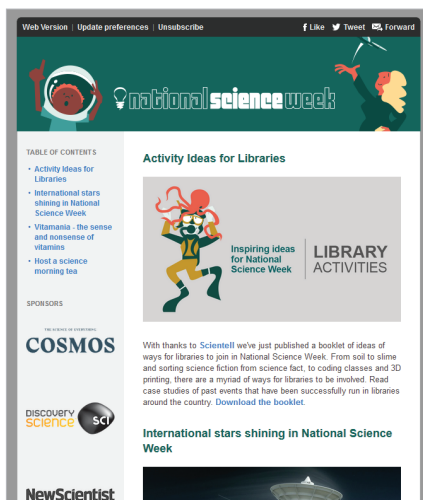 Web Version | Update preferences | Unsubscribe
Like Tweet Forward
national science week
TABLE OF CONTENTS
Activity Ideas for
Libraries
International stars
shining in National
Science Week
Vitamania - the sense
and nonsense of
vitamins
Host a science
morning tea
SPONSORS
THE SCIENCE OF EVERYTHING
COSMOS
DISCOVERY
SCIENCE
SCI
NewScientist
Activity Ideas for Libraries
Inspiring ideas
for National
Science Week
LIBRARY
ACTIVITIES
With thanks to Scientell we've just published a booklet of ideas of
ways for libraries to join in National Science Week. From soil to slime
and sorting science fiction from science fact, to coding classes and 3D
printing, there are a myriad of ways for libraries to be involved. Read
case studies of past events that have been successfully run in libraries
around the country. Download the booklet.
International stars shining in National Science
Week